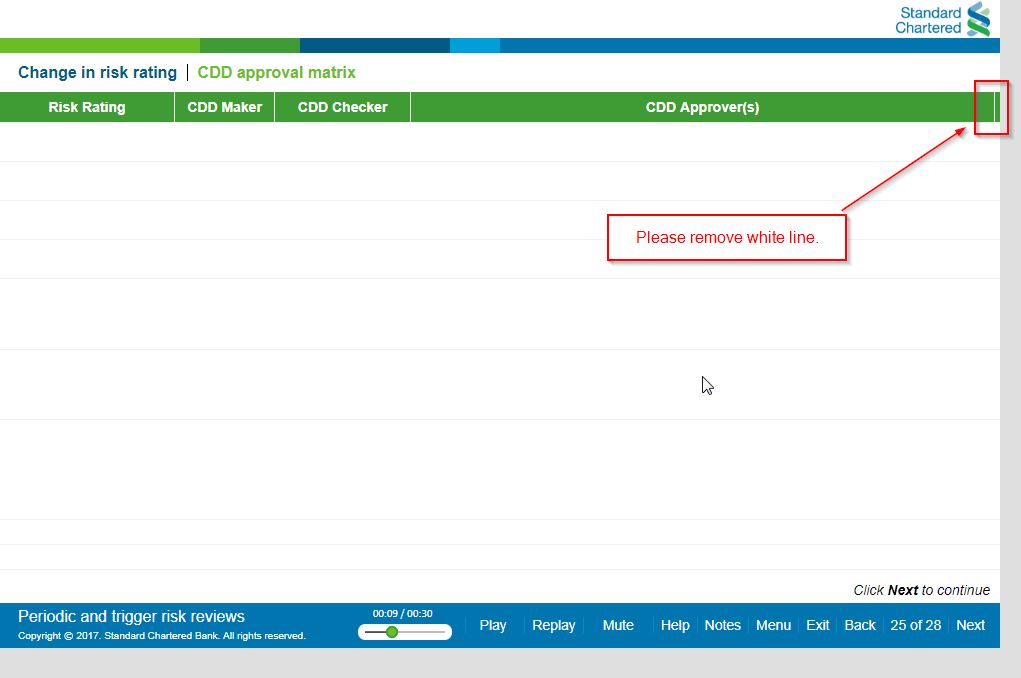 Standard
Chartered
Change in risk rating | CDD approval matrix
Risk Rating CDD Maker CDD Checker CDD Approver(s)
Please remove white line.
Click Next to continue
Periodic and trigger risk reviews
Copyright © 2017. Standard Chartered Bank. All rights reserved.
00:09 / 00:30
Play Replay Mute Help Notes Menu Exit Back 25 of 28 Next